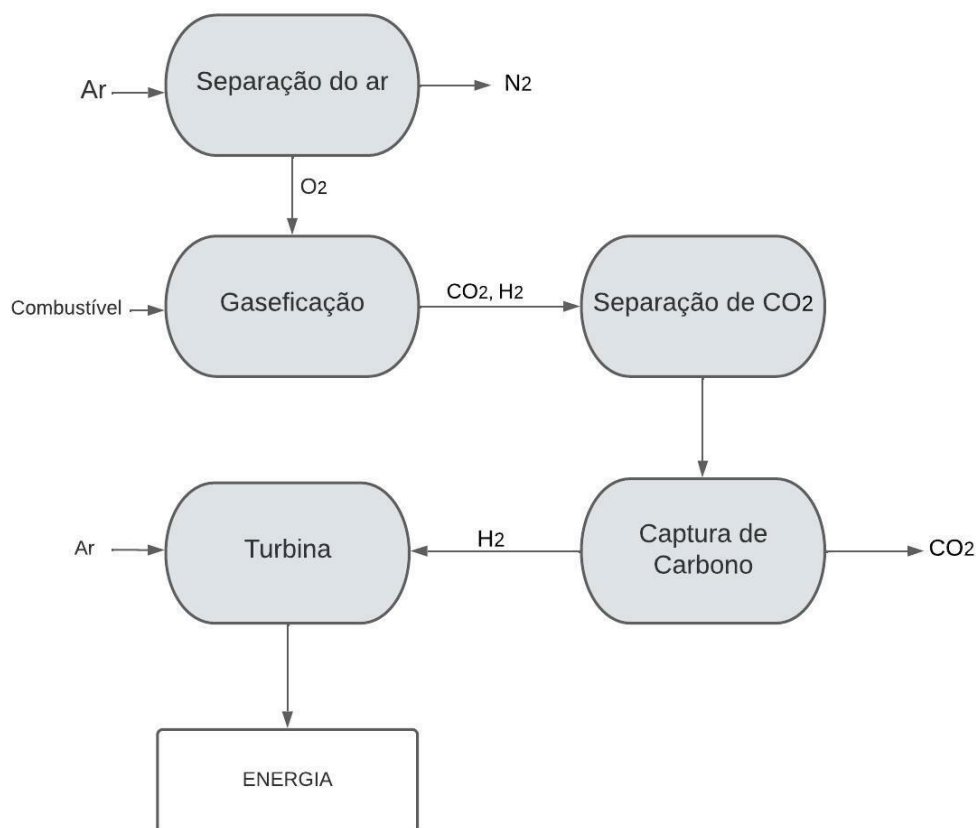 Ar
Separação do ar
N2
O2
Combustível
Gaseficação
CO2, H2
Separação de CO2
Ar
Turbina
H2
Captura de
Carbono
CO2
ENERGIA